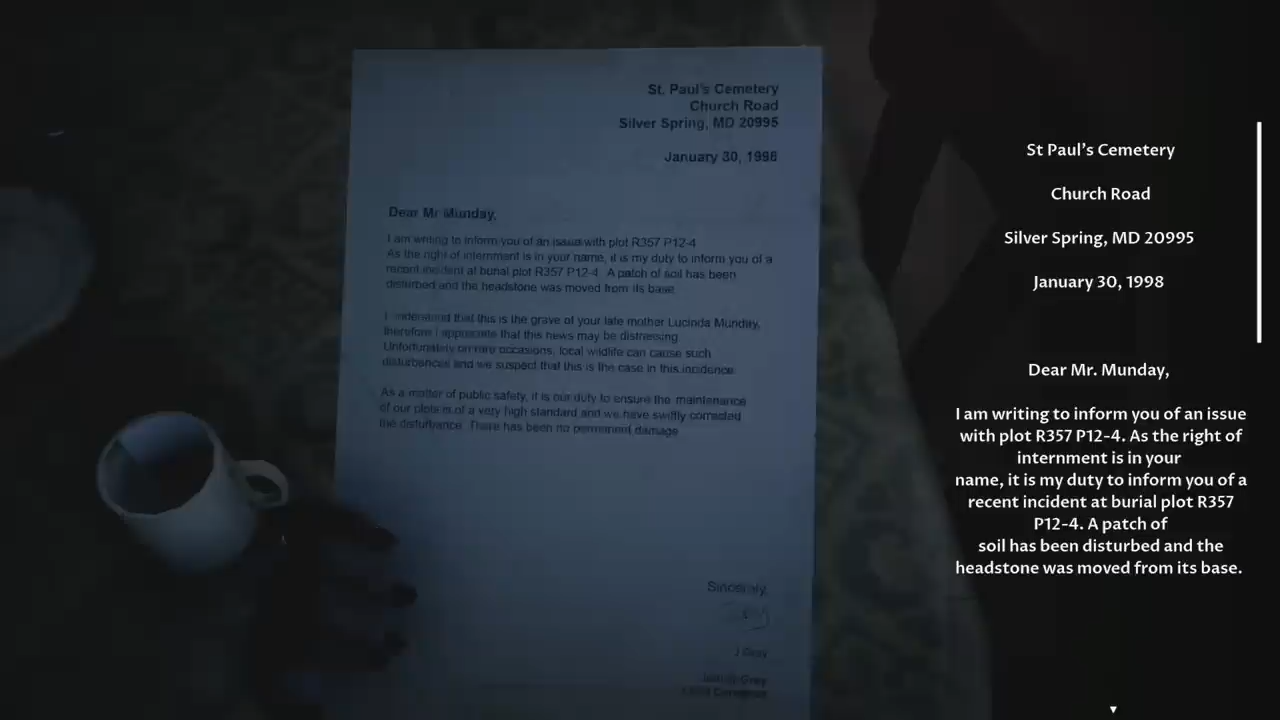 St. Paul's Cemetery
Church Road
Silver Spring, MD 20995
January 30, 1998
Dear Mr Munday,
I am writing to inform you of an issue with plot R357 P12-4
As the right of internment is in your name, it is my duty to inform you of a
recent incident at burial plot R357 P12-4. A patch of soil has been
disturbed and the headstone was moved from its base.
I understand that this is the grave of your late mother Lucinda Munday,
therefore I appreciate that this news may be distressing.
Unfortunately on rare occasions, local wildlife can cause such
disturbances and we suspect that this is the case in this incidence.
As a matter of public safety, it is our duty to ensure the maintenance
of our plots is of a very high standard and we have swiftly corrected
the disturbance. There has been no permanent damage.
Sincerely,
Grey
St Paul's Cemetery
Church Road
Silver Spring, MD 20995
January 30, 1998
Dear Mr. Munday,
I am writing to inform you of an issue
with plot R357 P12-4. As the right of
internment is in your
name, it is my duty to inform you of a
recent incident at burial plot R357
P12-4. A patch of
soil has been disturbed and the
headstone was moved from its base.